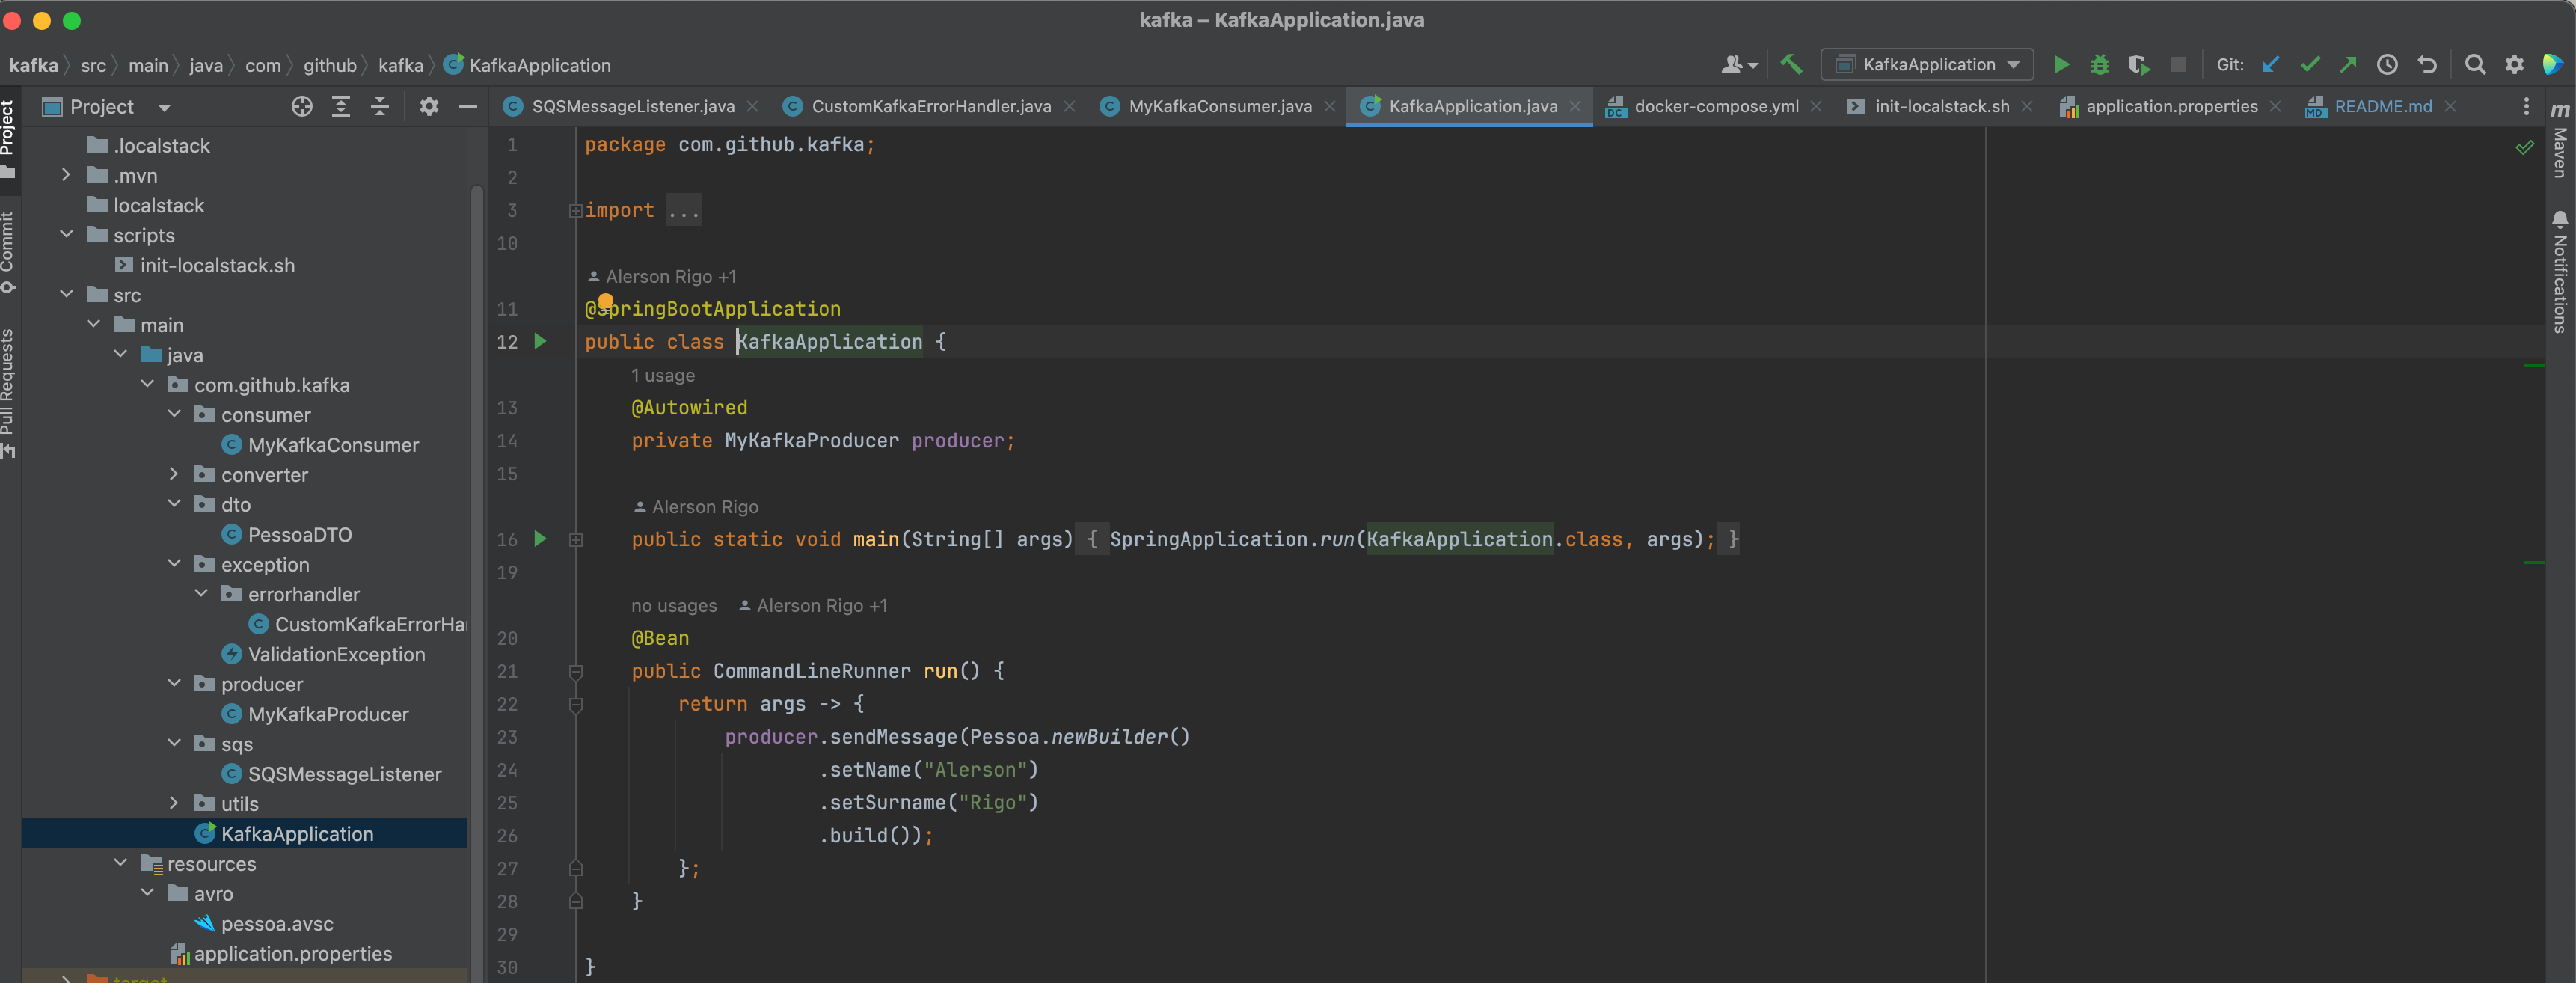 kafka – KafkaApplication.java
kafka src main java com github kafka KafkaApplication
KafkaApplication Git:
Project
SQSMessageListener.java CustomKafkaErrorHandler.java MyKafkaConsumer.java KafkaApplication.java docker-compose.yml init-localstack.sh application.properties README.md
Project
Commit
Pull Requests
.localstack
.mvn
localstack
scripts
init-localstack.sh
src
main
java
com.github.kafka
consumer
MyKafkaConsumer
converter
dto
PessoaDTO
exception
errorhandler
CustomKafkaErrorHa
ValidationException
producer
MyKafkaProducer
sqs
SQSMessageListener
utils
KafkaApplication
resources
avro
pessoa.avsc
application.properties
target
1 package com.github.kafka;
2
3 import ...
10
Alerson Rigo +1
11 @SpringBootApplication
12 public class KafkaApplication {
1 usage
13 @Autowired
14 private MyKafkaProducer producer;
15
Alerson Rigo
16 public static void main(String[] args) { SpringApplication.run(KafkaApplication.class, args); }
19
no usages Alerson Rigo +1
20 @Bean
21 public CommandLineRunner run() {
22 return args -> {
23 producer.sendMessage(Pessoa.newBuilder()
24 .setName("Alerson")
25 .setSurname("Rigo")
26 .build());
27 };
28 }
29
30 }
m Maven
Notifications